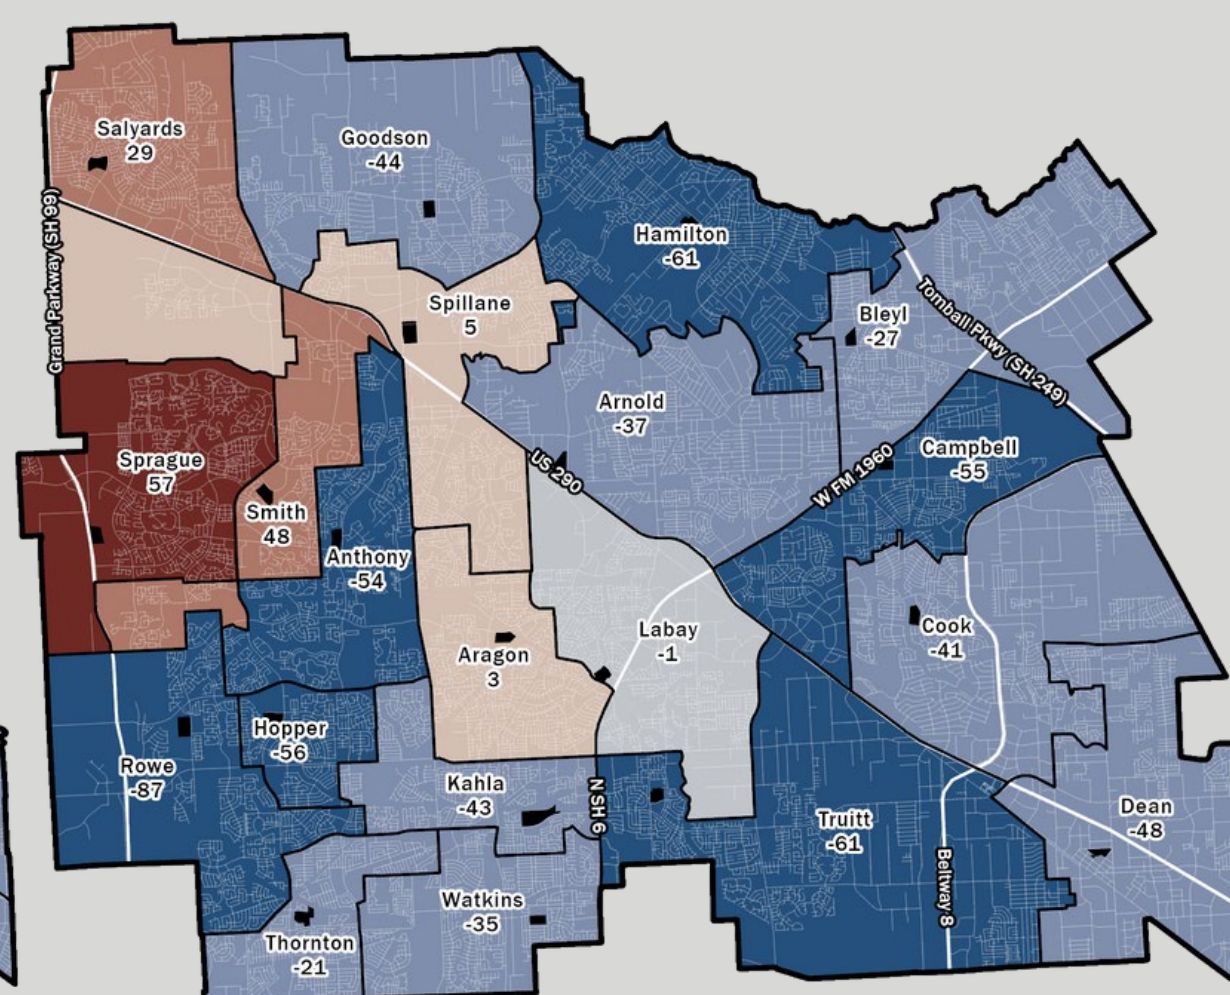 Salyards
29
Goodson
-44
Hamilton
-61
Grand Parkway (SH 99)
Spillane
5
Bleyl
-27
Tomball Pkwy (SH 249)
Arnold
-37
US 290
W FM 1960
Campbell
-55
Sprague
57
Smith
48
Anthony
-54
Labay
-1
Cook
-41
Aragon
3
Hopper
-56
Rowe
-87
Kahla
-43
N SH 6
Truitt
-61
Dean
-48
Beltway 8
Watkins
-35
Thornton
-21